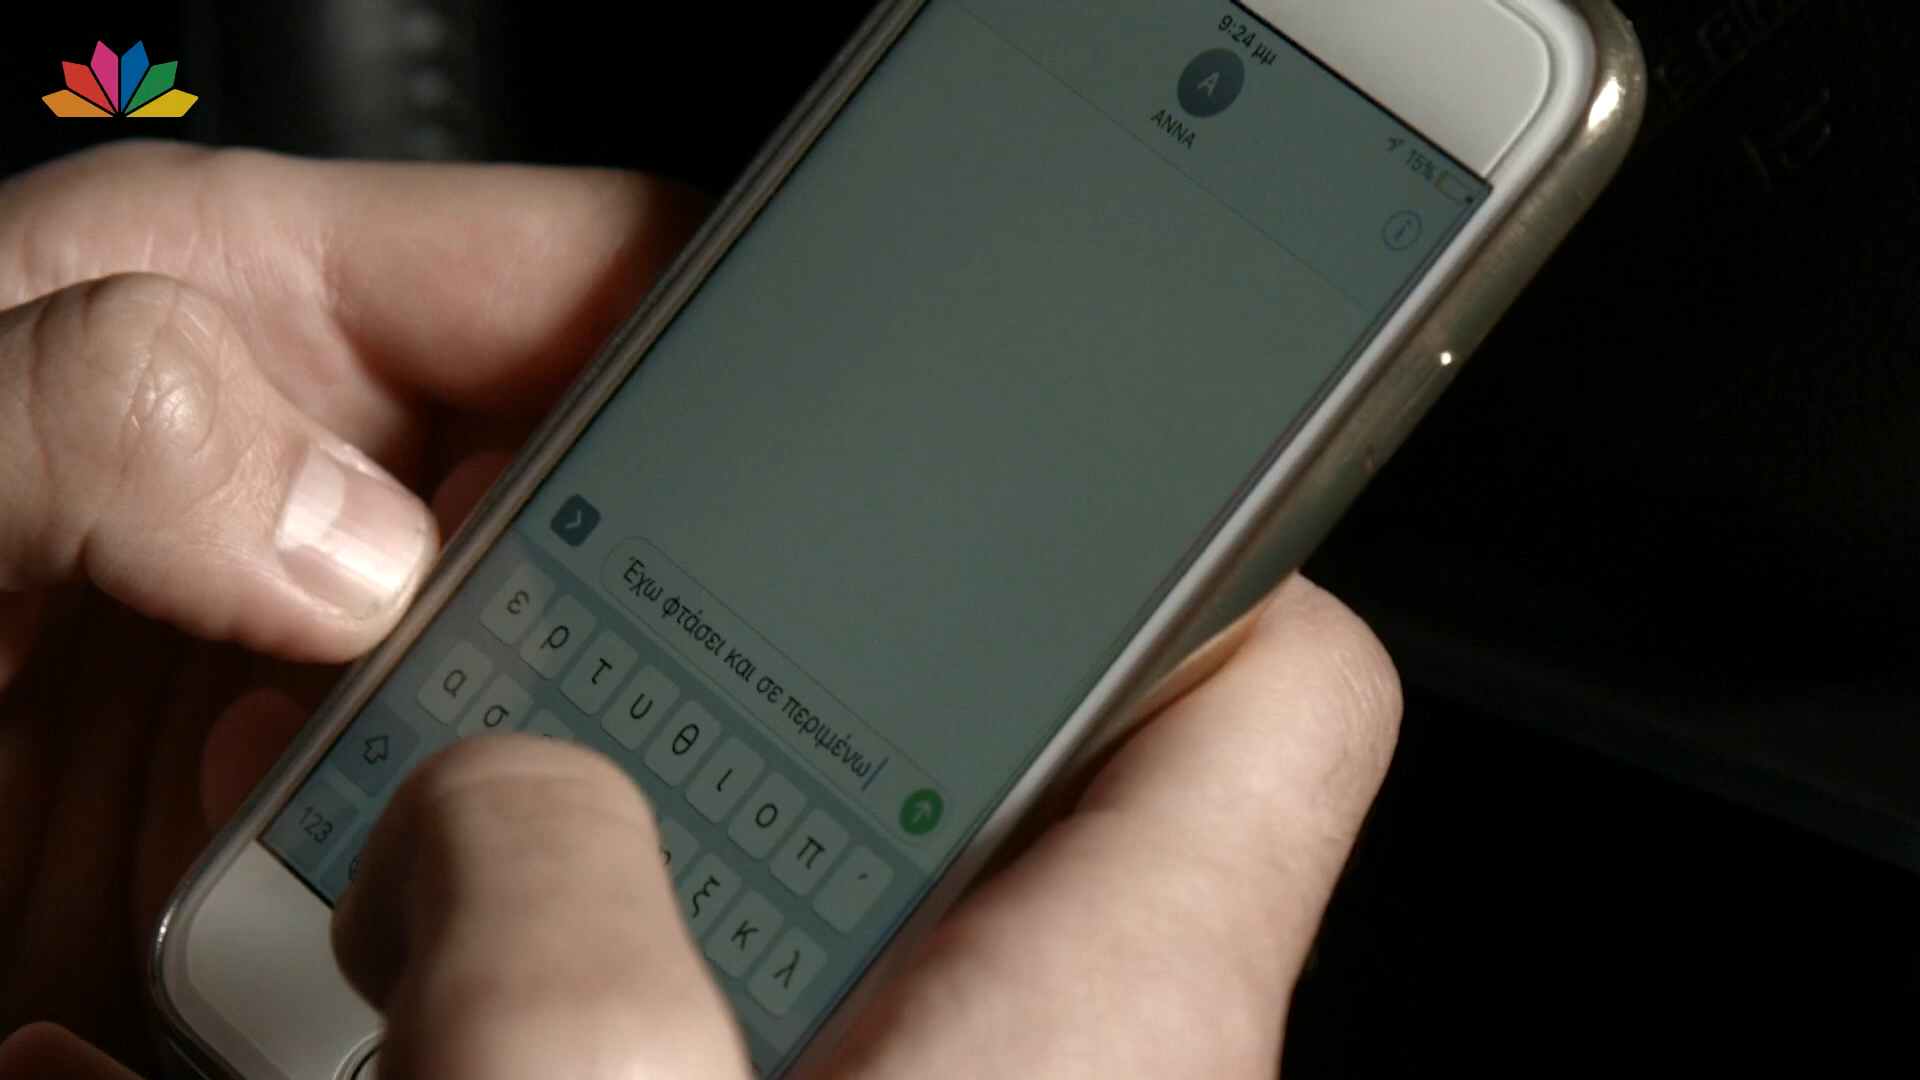 9:24 μμ
15%
A
ANNA
Έχω φτάσει και σε περιμένω
ε ρ τ υ θ ι ο π ΄
α σ ξ κ λ
123